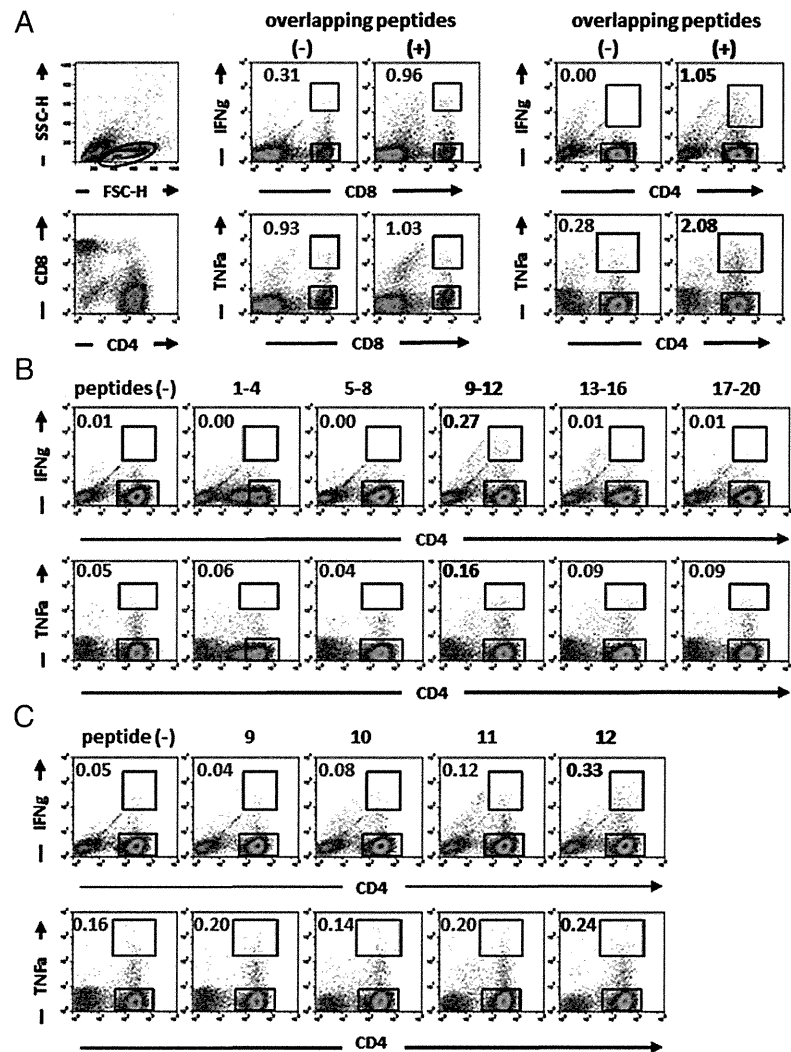 A
overlapping peptides
overlapping peptides
(-) (+) (-) (+)
SSC-H
FSC-H
IFNg
0.31 0.96
CD8
IFNg
0.00 1.05
CD4
CD8
CD4
TNFa
0.93 1.03
CD8
TNFa
0.28 2.08
CD4
B
peptides (-) 1-4 5-8 9-12 13-16 17-20
IFNg
0.01 0.00 0.00 0.27 0.01 0.01
CD4
TNFa
0.05 0.06 0.04 0.16 0.09 0.09
CD4
C
peptide (-) 9 10 11 12
IFNg
0.05 0.04 0.08 0.12 0.33
CD4
TNFa
0.16 0.20 0.14 0.20 0.24
CD4